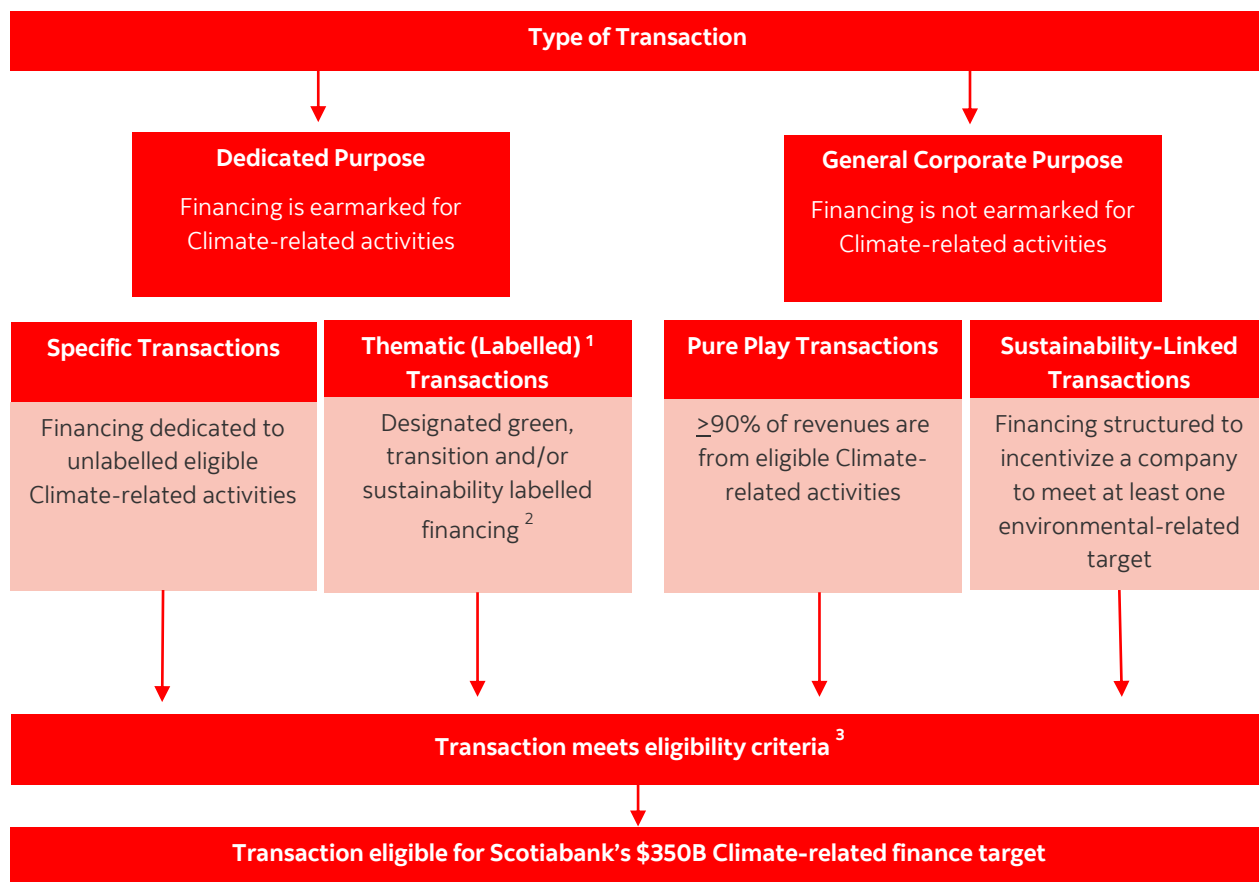 Type of Transaction
Dedicated Purpose
Financing is earmarked for
Climate-related activities
General Corporate Purpose
Financing is not earmarked for
Climate-related activities
Specific Transactions
Financing dedicated to
unlabelled eligible
Climate-related activities
Thematic (Labelled) 1
Transactions
Designated green,
transition and/or
sustainability labelled
financing 2
Pure Play Transactions
>90% of revenues are
from eligible Climate-
related activities
Sustainability-Linked
Transactions
Financing structured to
incentivize a company
to meet at least one
environmental-related
target
Transaction meets eligibility criteria 3
Transaction eligible for Scotiabank’s $350B Climate-related finance target